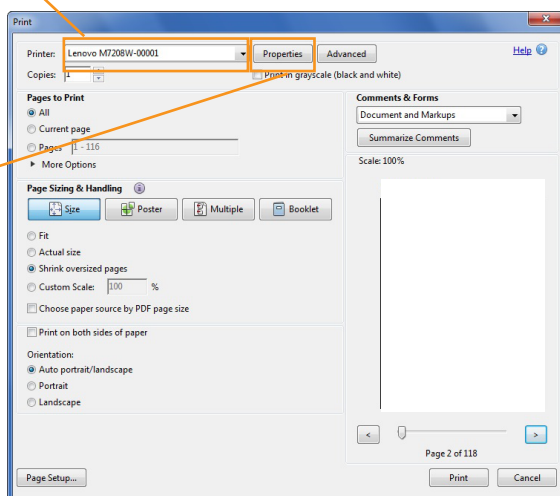 Print
Printer: Lenovo M7208W-00001 Properties Advanced Help
Copies: 1 Print in grayscale (black and white)
Pages to Print
All
Current page
Pages 1 - 116
More Options
Page Sizing & Handling
Size Poster Multiple Booklet
Fit
Actual size
Shrink oversized pages
Custom Scale: 100 %
Choose paper source by PDF page size
Print on both sides of paper
Orientation:
Auto portrait/landscape
Portrait
Landscape
Comments & Forms
Document and Markups
Summarize Comments
Scale: 100%
< >
Page 2 of 118
Page Setup... Print Cancel